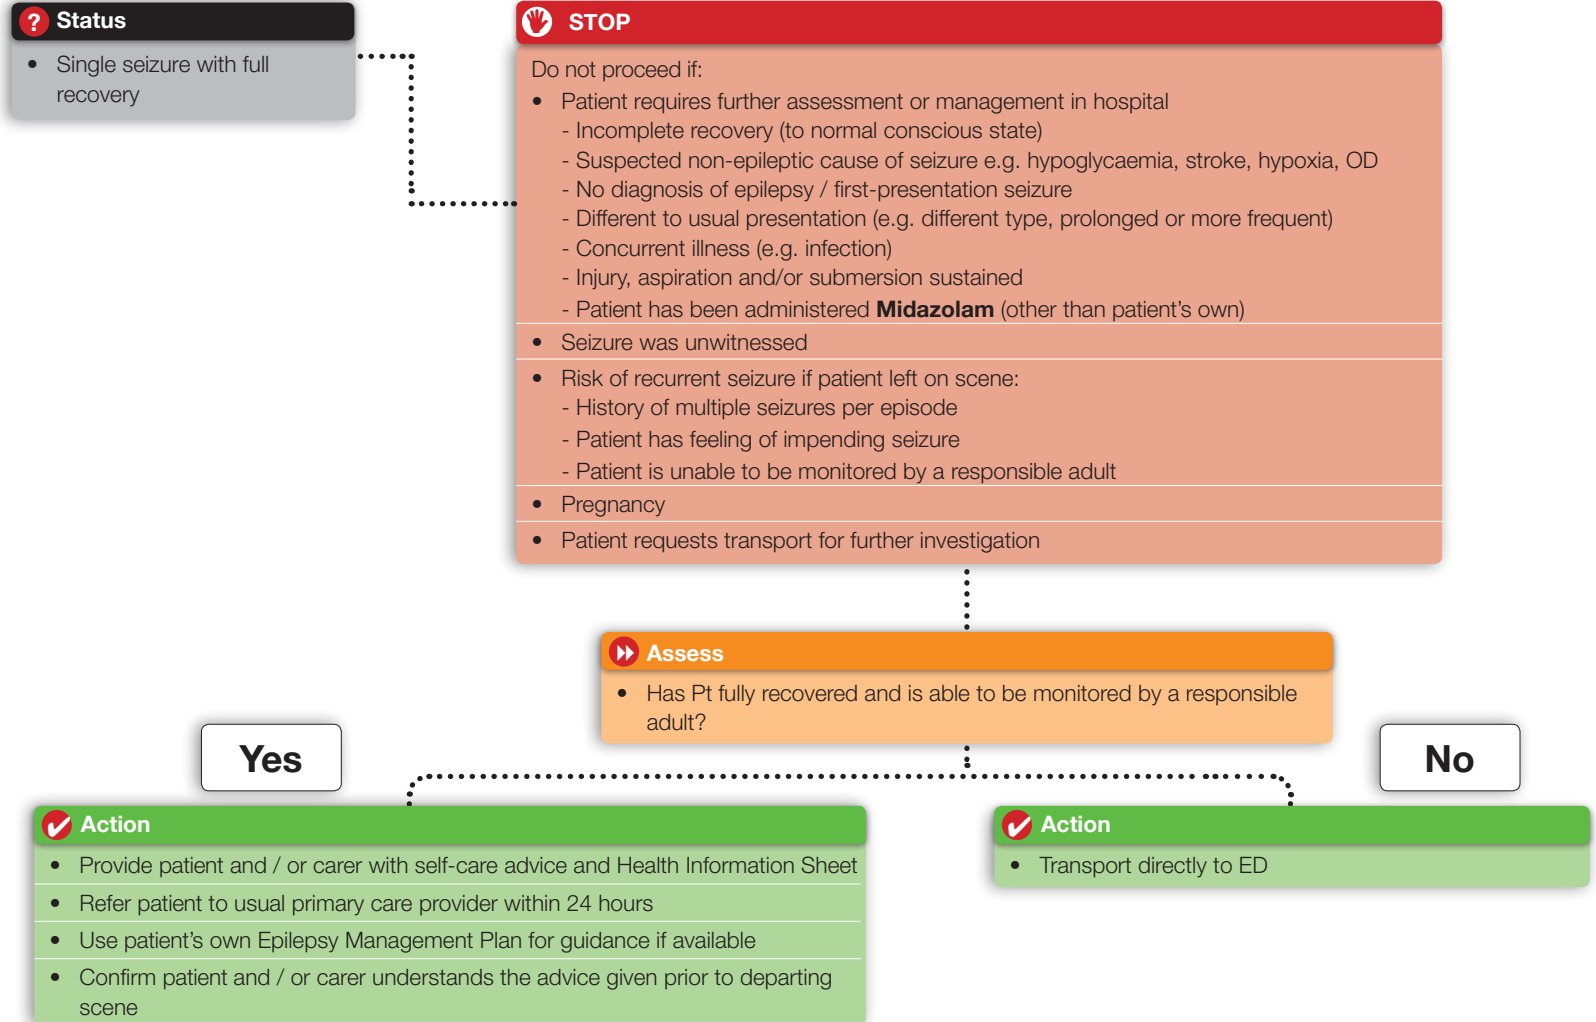 ? Status
• Single seizure with full
recovery
STOP
Do not proceed if:
• Patient requires further assessment or management in hospital
- Incomplete recovery (to normal conscious state)
- Suspected non-epileptic cause of seizure e.g. hypoglycaemia, stroke, hypoxia, OD
- No diagnosis of epilepsy / first-presentation seizure
- Different to usual presentation (e.g. different type, prolonged or more frequent)
- Concurrent illness (e.g. infection)
- Injury, aspiration and/or submersion sustained
- Patient has been administered Midazolam (other than patient’s own)
• Seizure was unwitnessed
• Risk of recurrent seizure if patient left on scene:
- History of multiple seizures per episode
- Patient has feeling of impending seizure
- Patient is unable to be monitored by a responsible adult
• Pregnancy
• Patient requests transport for further investigation
Assess
• Has Pt fully recovered and is able to be monitored by a responsible
adult?
Yes
Action
• Provide patient and / or carer with self-care advice and Health Information Sheet
• Refer patient to usual primary care provider within 24 hours
• Use patient’s own Epilepsy Management Plan for guidance if available
• Confirm patient and / or carer understands the advice given prior to departing
scene
No
Action
• Transport directly to ED